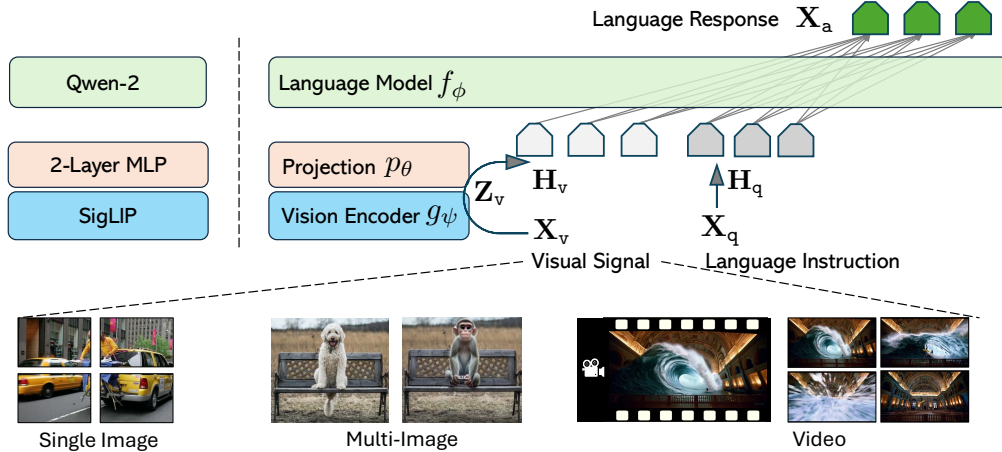 Language Response X_a
Qwen-2
Language Model f_ϕ
2-Layer MLP
Projection p_θ
Z_v
H_v
H_q
SigLIP
Vision Encoder g_ψ
X_v
X_q
Visual Signal
Language Instruction
Single Image
Multi-Image
Video